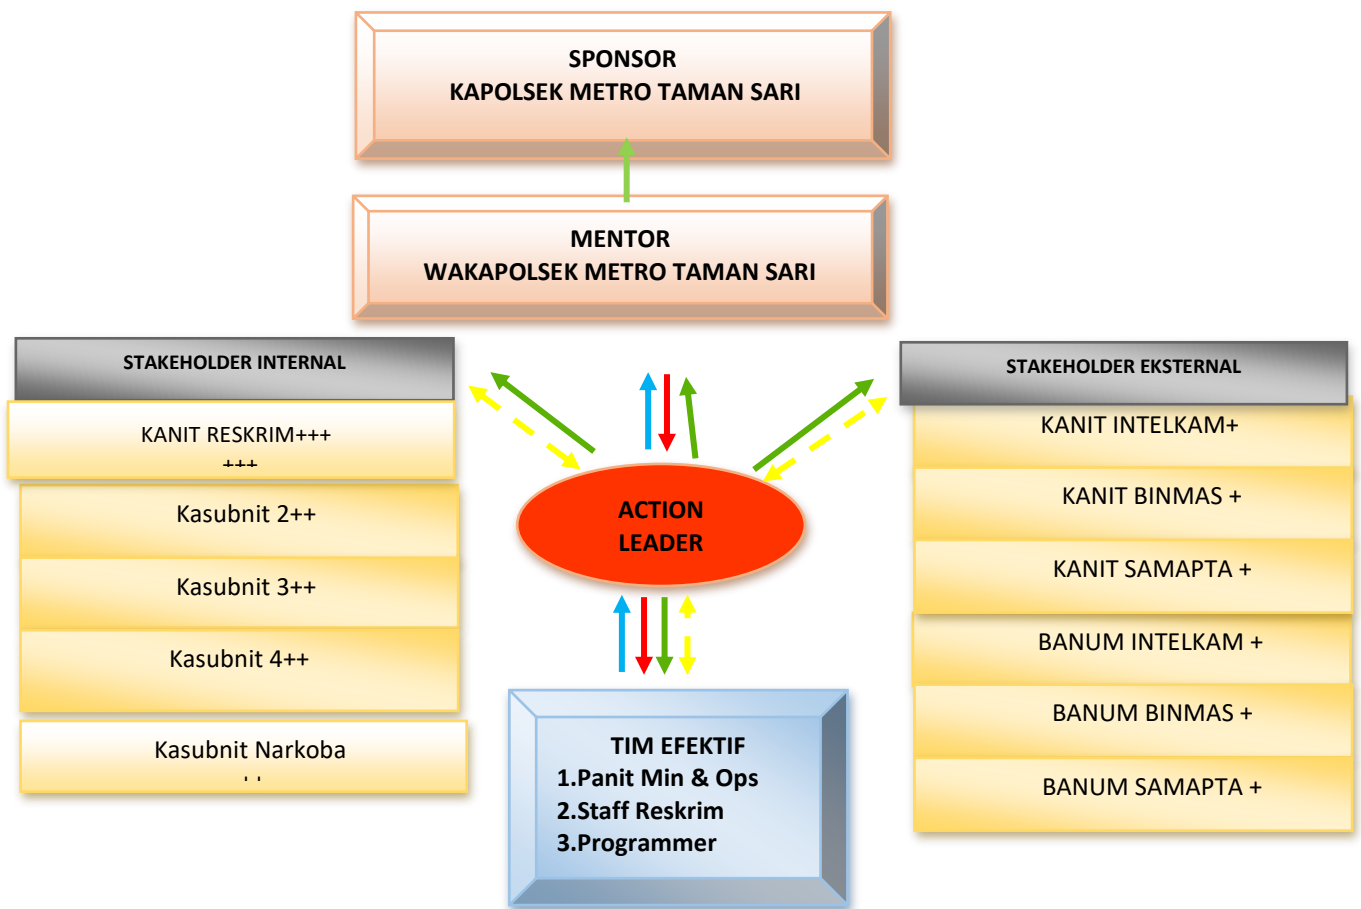 SPONSOR
KAPOLSEK METRO TAMAN SARI
MENTOR
WAKAPOLSEK METRO TAMAN SARI
STAKEHOLDER INTERNAL
KANIT RESKRIM+++
+++
Kasubnit 2++
Kasubnit 3++
Kasubnit 4++
Kasubnit Narkoba
ACTION
LEADER
TIM EFEKTIF
1.Panit Min & Ops
2.Staff Reskrim
3.Programmer
STAKEHOLDER EKSTERNAL
KANIT INTELKAM+
KANIT BINMAS +
KANIT SAMAPTA +
BANUM INTELKAM +
BANUM BINMAS +
BANUM SAMAPTA +